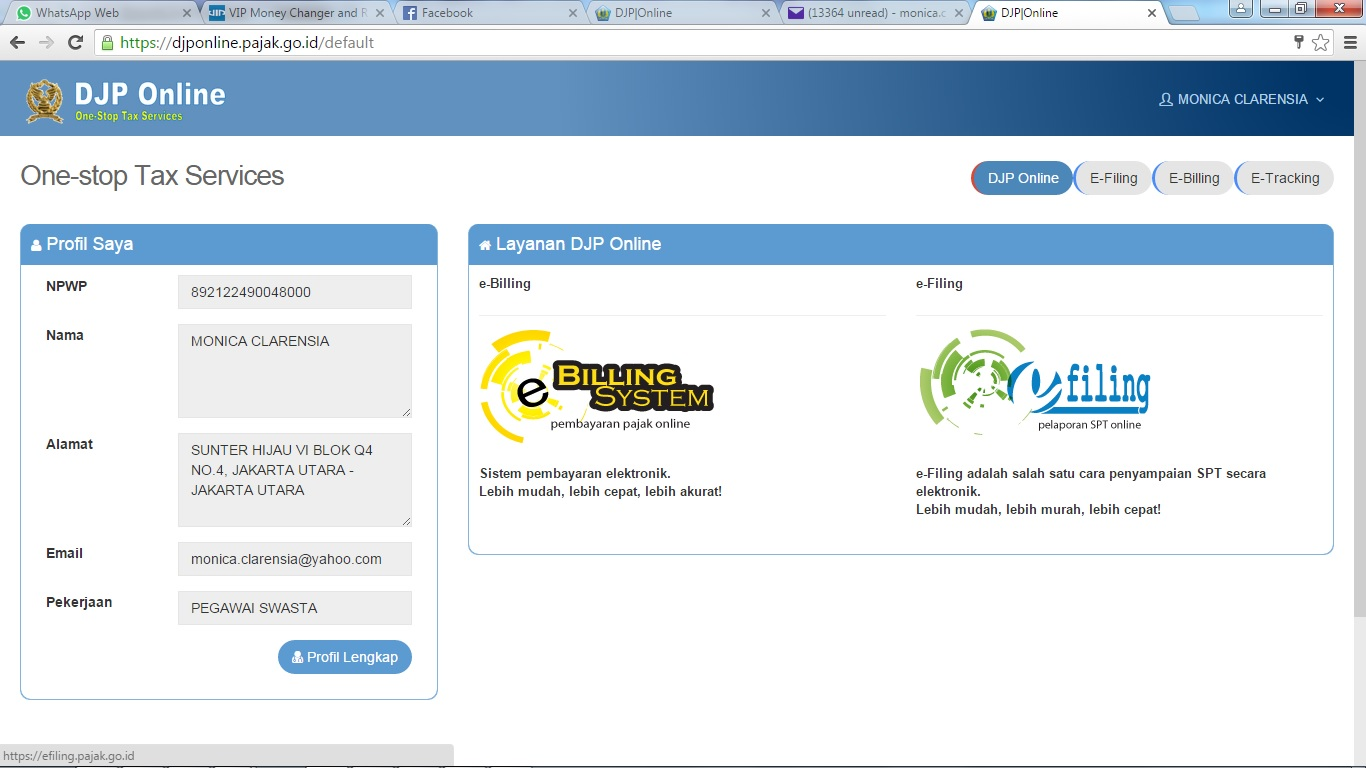 WhatsApp Web
VIP Money Changer and R
Facebook
DJP|Online
(13364 unread) - monica.c
DJP|Online
https://djponline.pajak.go.id/default
DJP Online
One-Stop Tax Services
MONICA CLARENSIA
One-stop Tax Services
DJP Online
E-Filing
E-Billing
E-Tracking
Profil Saya
NPWP
892122490048000
Nama
MONICA CLARENSIA
Alamat
SUNTER HIJAU VI BLOK Q4
NO.4, JAKARTA UTARA -
JAKARTA UTARA
Email
monica.clarensia@yahoo.com
Pekerjaan
PEGAWAI SWASTA
Profil Lengkap
Layanan DJP Online
e-Billing
e BILLING
SYSTEM
pembayaran pajak online
Sistem pembayaran elektronik.
Lebih mudah, lebih cepat, lebih akurat!
e-Filing
e filing
pelaporan SPT online
e-Filing adalah salah satu cara penyampaian SPT secara
elektronik.
Lebih mudah, lebih murah, lebih cepat!
https://efiling.pajak.go.id